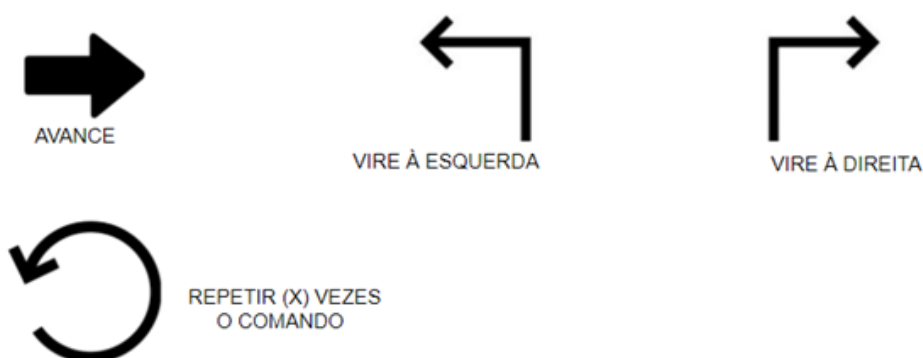 AVANCE
VIRE À ESQUERDA
VIRE À DIREITA
REPETIR (X) VEZES
O COMANDO